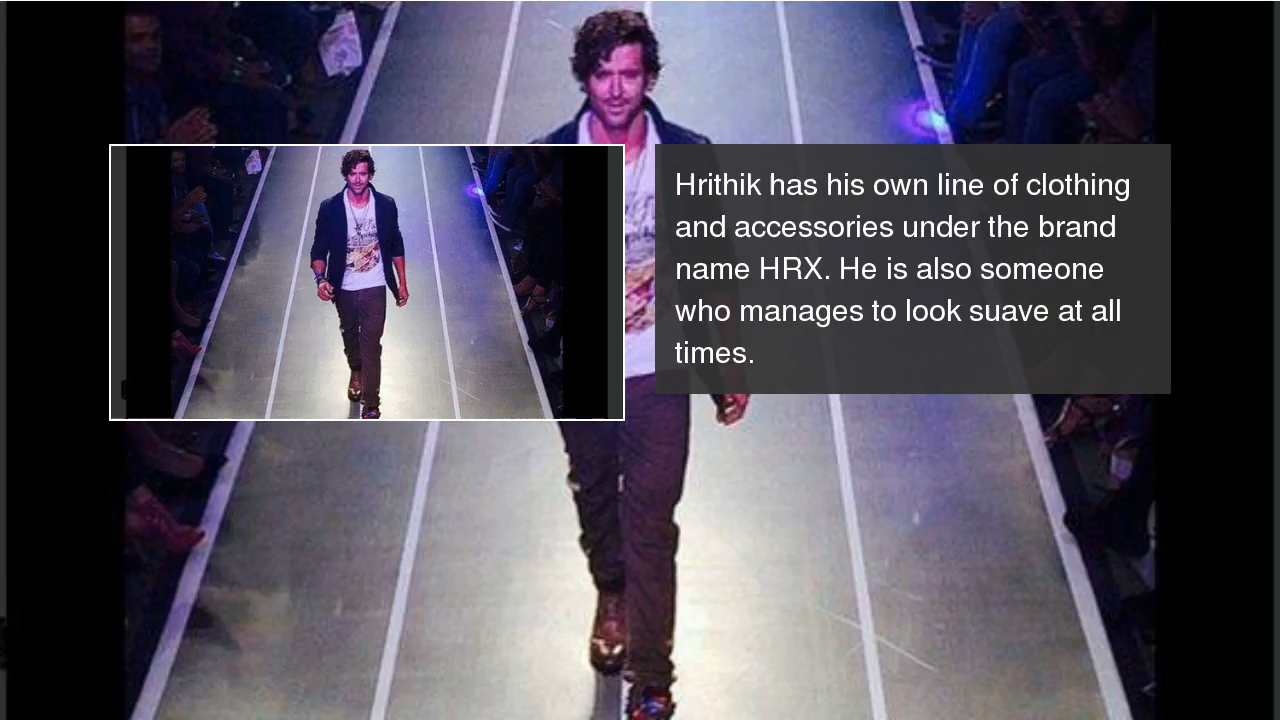 Hrithik has his own line of clothing
and accessories under the brand
name HRX. He is also someone
who manages to look suave at all
times.